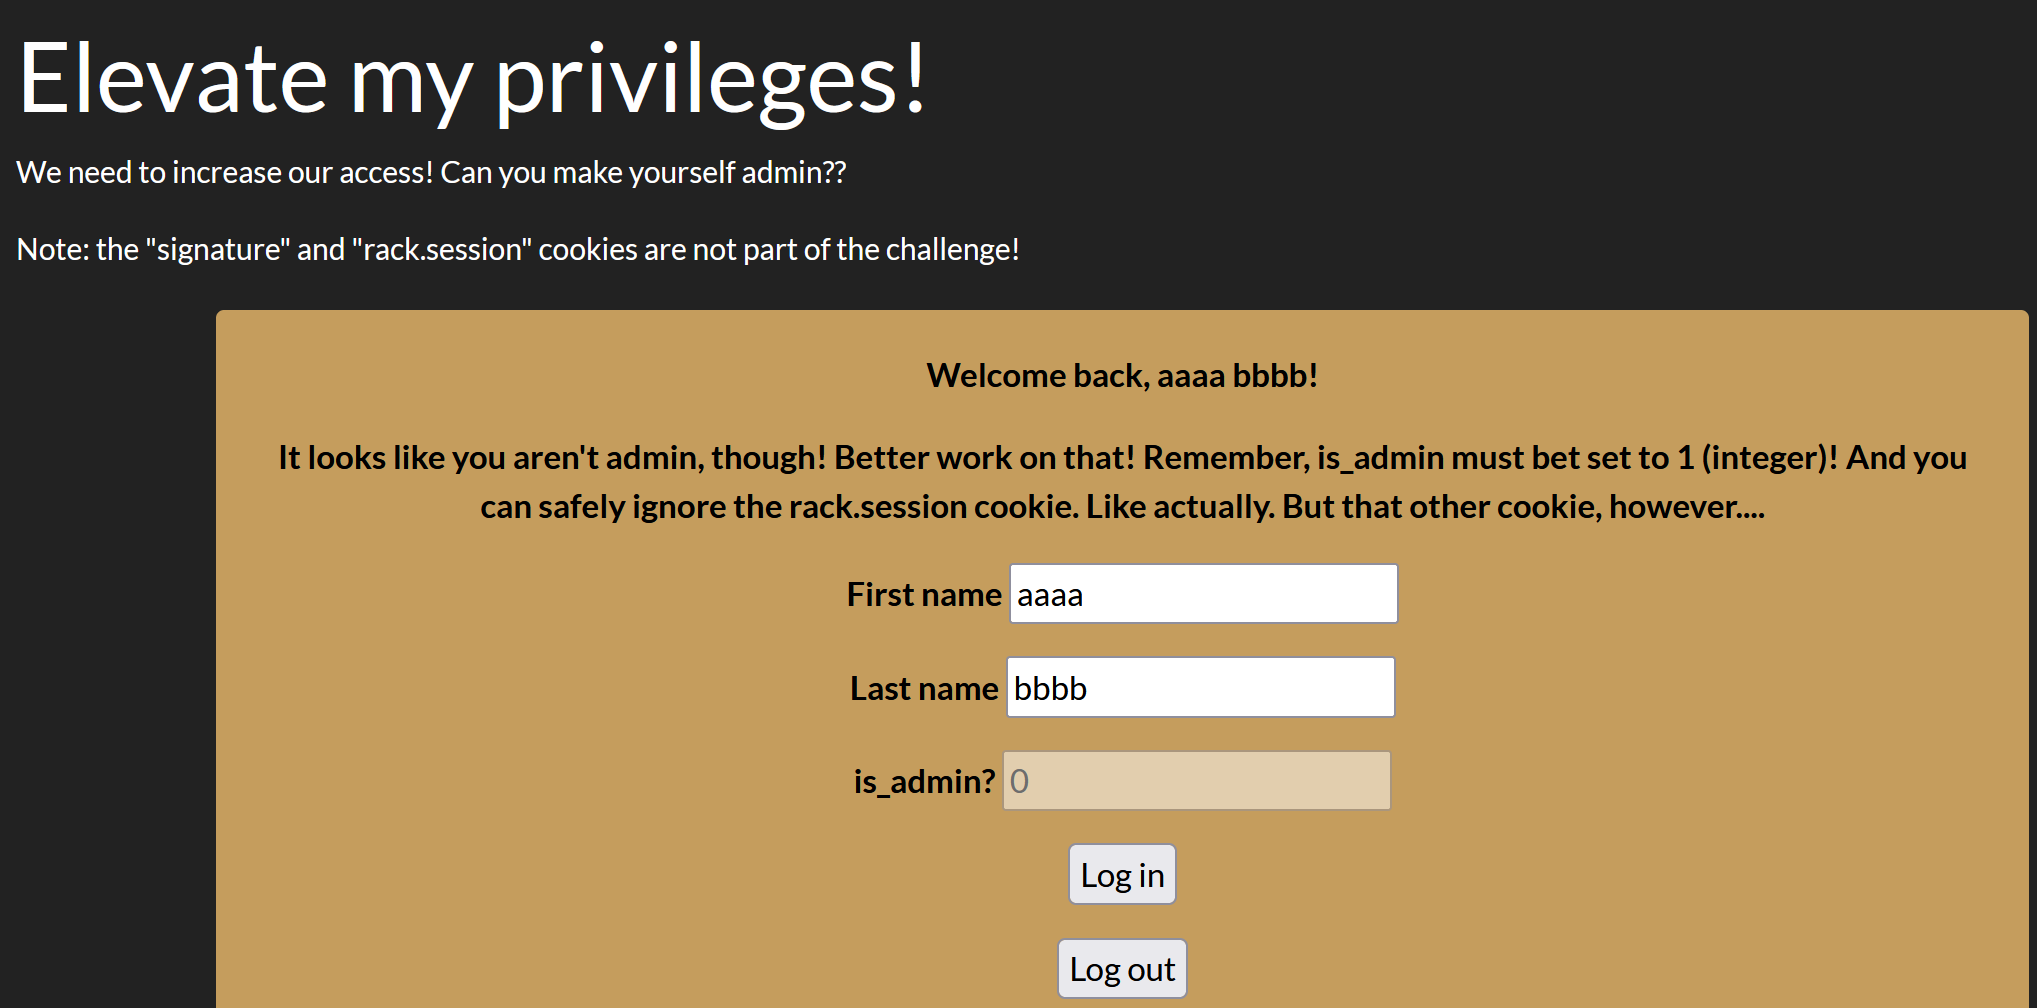 Elevate my privileges!
We need to increase our access! Can you make yourself admin??
Note: the "signature" and "rack.session" cookies are not part of the challenge!
Welcome back, aaaa bbbb!
It looks like you aren't admin, though! Better work on that! Remember, is_admin must bet set to 1 (integer)! And you
can safely ignore the rack.session cookie. Like actually. But that other cookie, however....
First name aaaa
Last name bbbb
is_admin? 0
Log in
Log out